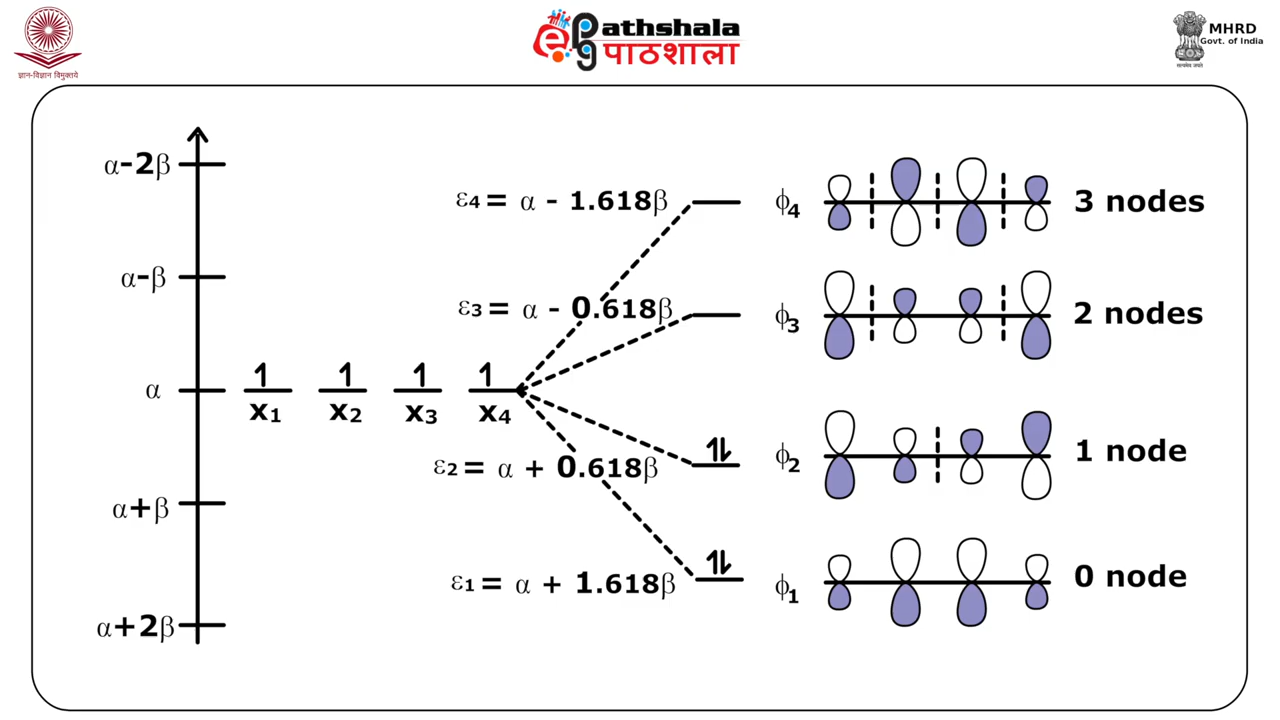 ज्ञान-विज्ञान विमुक्तये
epg athshala
पाठशाला
MHRD
Govt. of India
सत्यमेव जयते
α-2β
α-β
α
α+β
α+2β
1 1 1 1
x₁ x₂ x₃ x₄
ε₄ = α - 1.618β
ϕ₄
3 nodes
ε₃ = α - 0.618β
ϕ₃
2 nodes
ε₂ = α + 0.618β
ϕ₂
1 node
ε₁ = α + 1.618β
ϕ₁
0 node